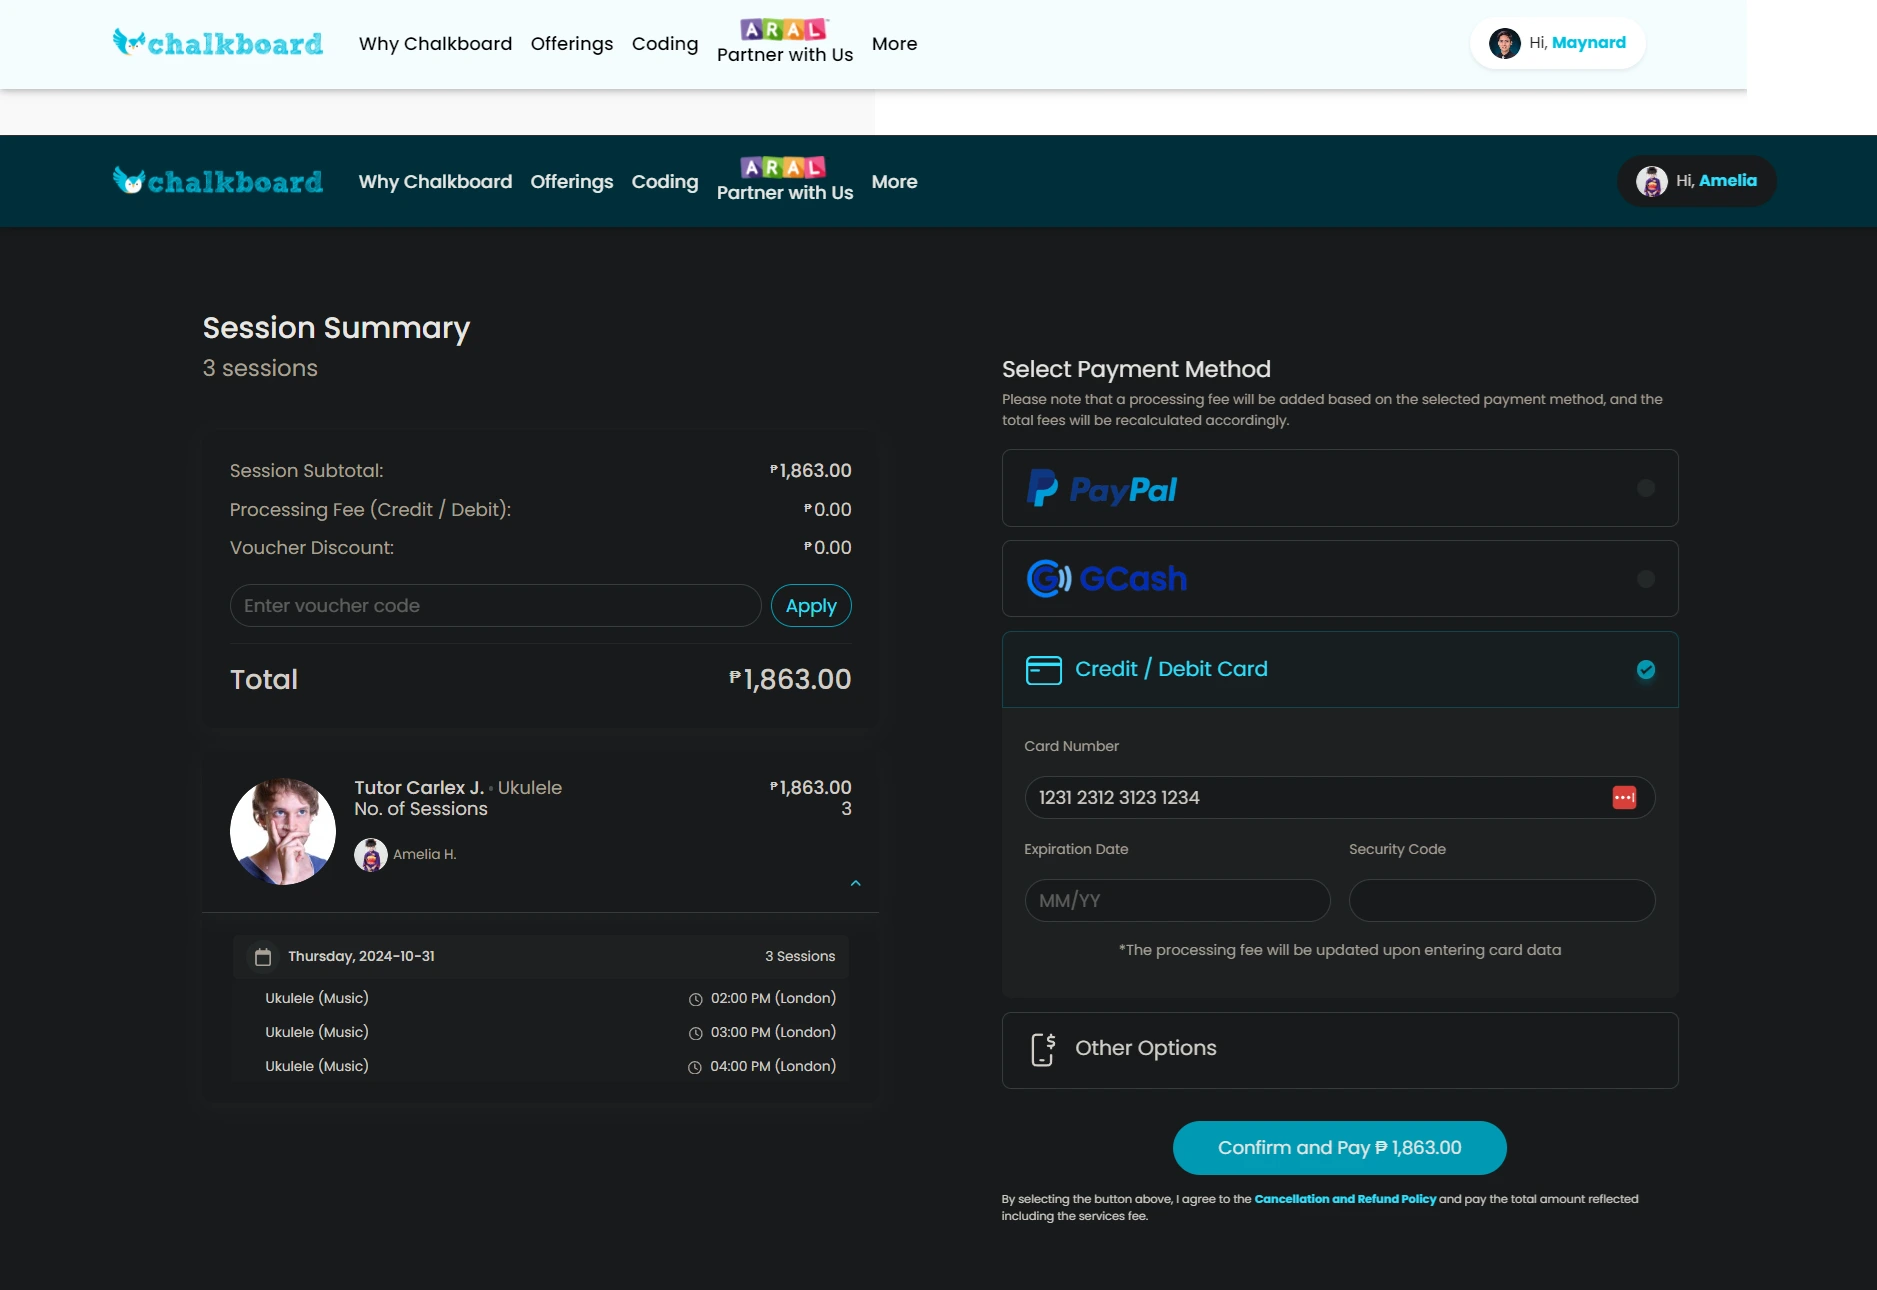 chalkboard
Why Chalkboard
Offerings
Coding
ARAL
Partner with Us
More
Hi, Maynard
chalkboard
Why Chalkboard
Offerings
Coding
ARAL
Partner with Us
More
Hi, Amelia
Session Summary
3 sessions
Session Subtotal: ₱1,863.00
Processing Fee (Credit / Debit): ₱0.00
Voucher Discount: ₱0.00
Enter voucher code
Apply
Total ₱1,863.00
Tutor Carlex J. • Ukulele ₱1,863.00
No. of Sessions 3
Amelia H.
Thursday, 2024-10-31 3 Sessions
Ukulele (Music) 02:00 PM (London)
Ukulele (Music) 03:00 PM (London)
Ukulele (Music) 04:00 PM (London)
Select Payment Method
Please note that a processing fee will be added based on the selected payment method, and the
total fees will be recalculated accordingly.
PayPal
GCash
Credit / Debit Card
Card Number
1231 2312 3123 1234
Expiration Date
Security Code
MM/YY
*The processing fee will be updated upon entering card data
Other Options
Confirm and Pay ₱ 1,863.00
By selecting the button above, I agree to the Cancellation and Refund Policy and pay the total amount reflected
including the services fee.